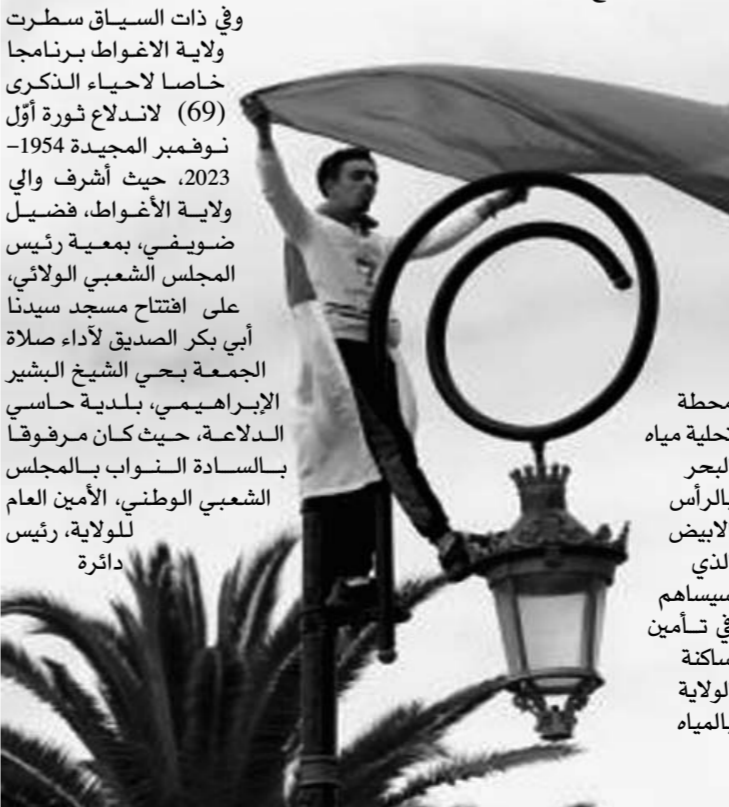 وفي ذات السياق سطرت
ولاية الاغواط برنامجا
خاصا لاحياء الذكرى
(69) لاندلاع ثورة أوّل
نوفمبر المجيدة 1954-
2023، حيث أشرف والي
ولاية الأغواط، فضيل
ضويفي، بمعية رئيس
المجلس الشعبي الولائي،
على افتتاح مسجد سيدنا
أبي بكر الصديق لآداء صلاة
الجمعة بحي الشيخ البشير
الإبراهيمي، بلدية حاسي
الدلاعة، حيث كان مرفوقا
بالسادة النواب بالمجلس
الشعبي الوطني، الأمين العام
للولاية، رئيس
دائرة
محطة
تحلية مياه
البحر
بالرأس
الابيض
الذي
سيساهم
في تأمين
ساكنة
الولاية
بالمياه